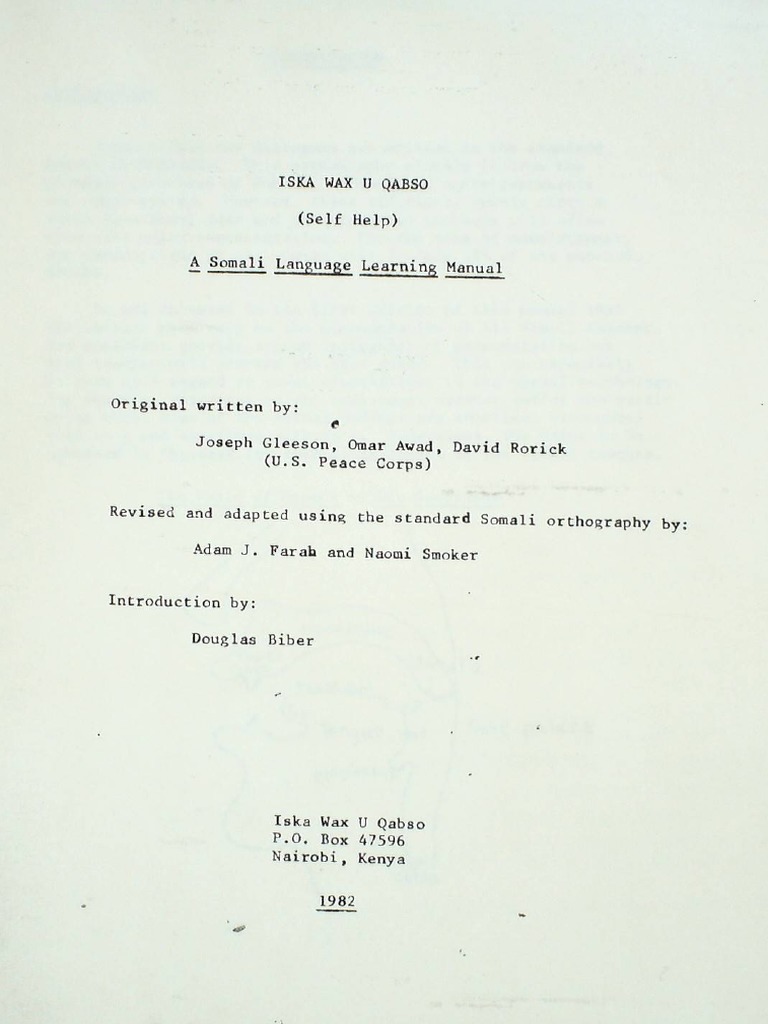 ISKA WAX U QABSO
(Self Help)
A Somali Language Learning Manual
Original written by:
Joseph Gleeson, Omar Awad, David Rorick
(U.S. Peace Corps)
Revised and adapted using the standard Somali orthography by:
Adam J. Farah and Naomi Smoker
Introduction by:
Douglas Biber
Iska Wax U Qabso
P.O. Box 47596
Nairobi, Kenya
1982